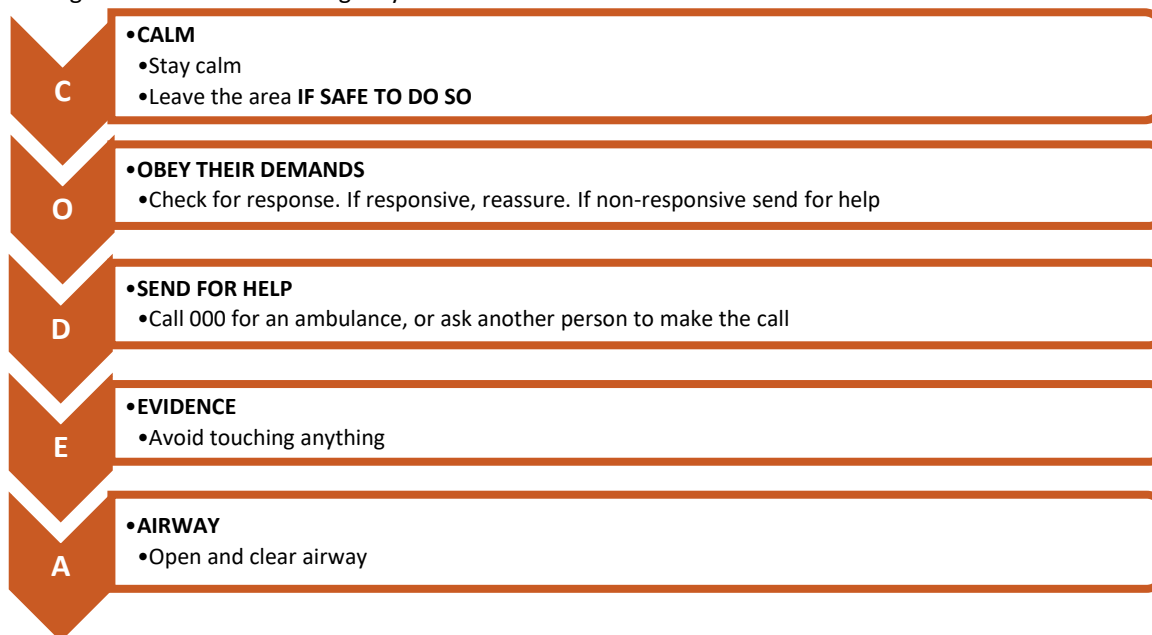 C
•CALM
•Stay calm
•Leave the area IF SAFE TO DO SO
O
•OBEY THEIR DEMANDS
•Check for response. If responsive, reassure. If non-responsive send for help
D
•SEND FOR HELP
•Call 000 for an ambulance, or ask another person to make the call
E
•EVIDENCE
•Avoid touching anything
A
•AIRWAY
•Open and clear airway